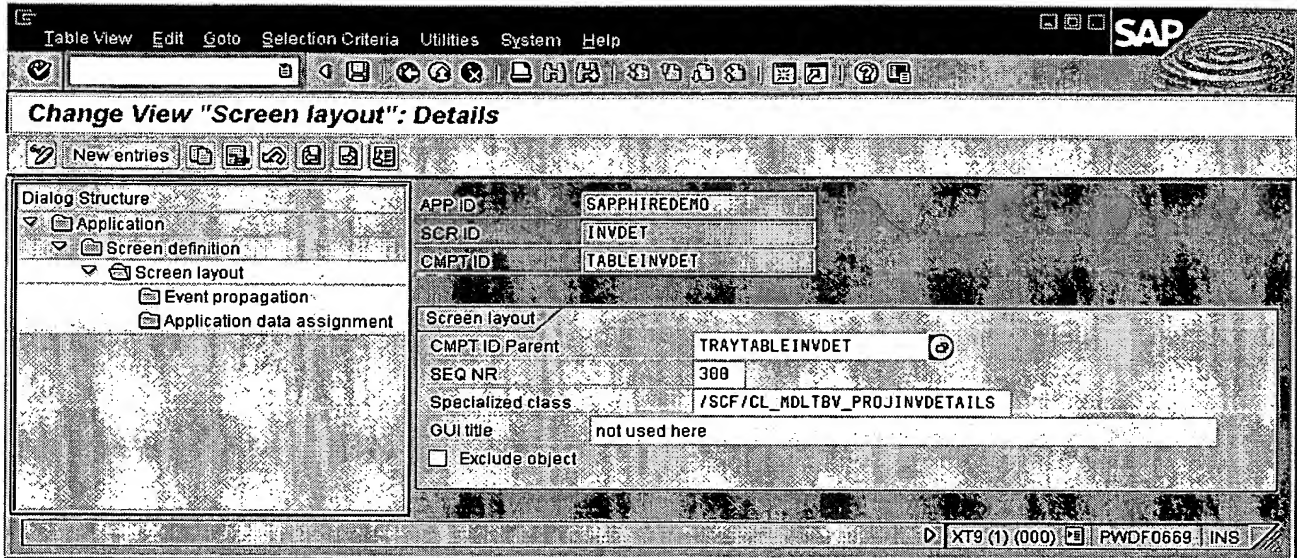 Table View Edit Goto Selection Criteria Utilities System Help
SAP
Change View "Screen layout": Details
New entries
Dialog Structure
Application
Screen definition
Screen layout
Event propagation
Application data assignment
APP ID SAPPHIREDEMO
SCR ID INVDET
CMPT ID TABLEINVDET
Screen layout
CMPT ID Parent TRAYTABLEINVDET
SEQ NR 300
Specialized class /SCF/CL_MDLTBV_PROJINVDETAILS
GUI title not used here
Exclude object
XT9 (1) (000) PWDF0669 INS